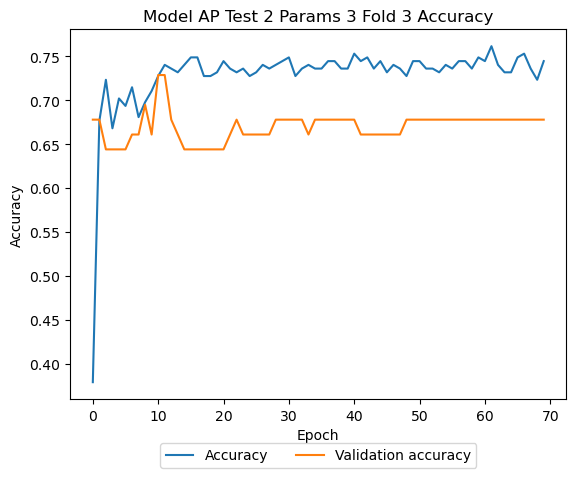 Model AP Test 2 Params 3 Fold 3 Accuracy
0.75
0.70
0.65
0.60
0.55
0.50
0.45
0.40
Accuracy
0 10 20 30 40 50 60 70
Epoch
Accuracy Validation accuracy